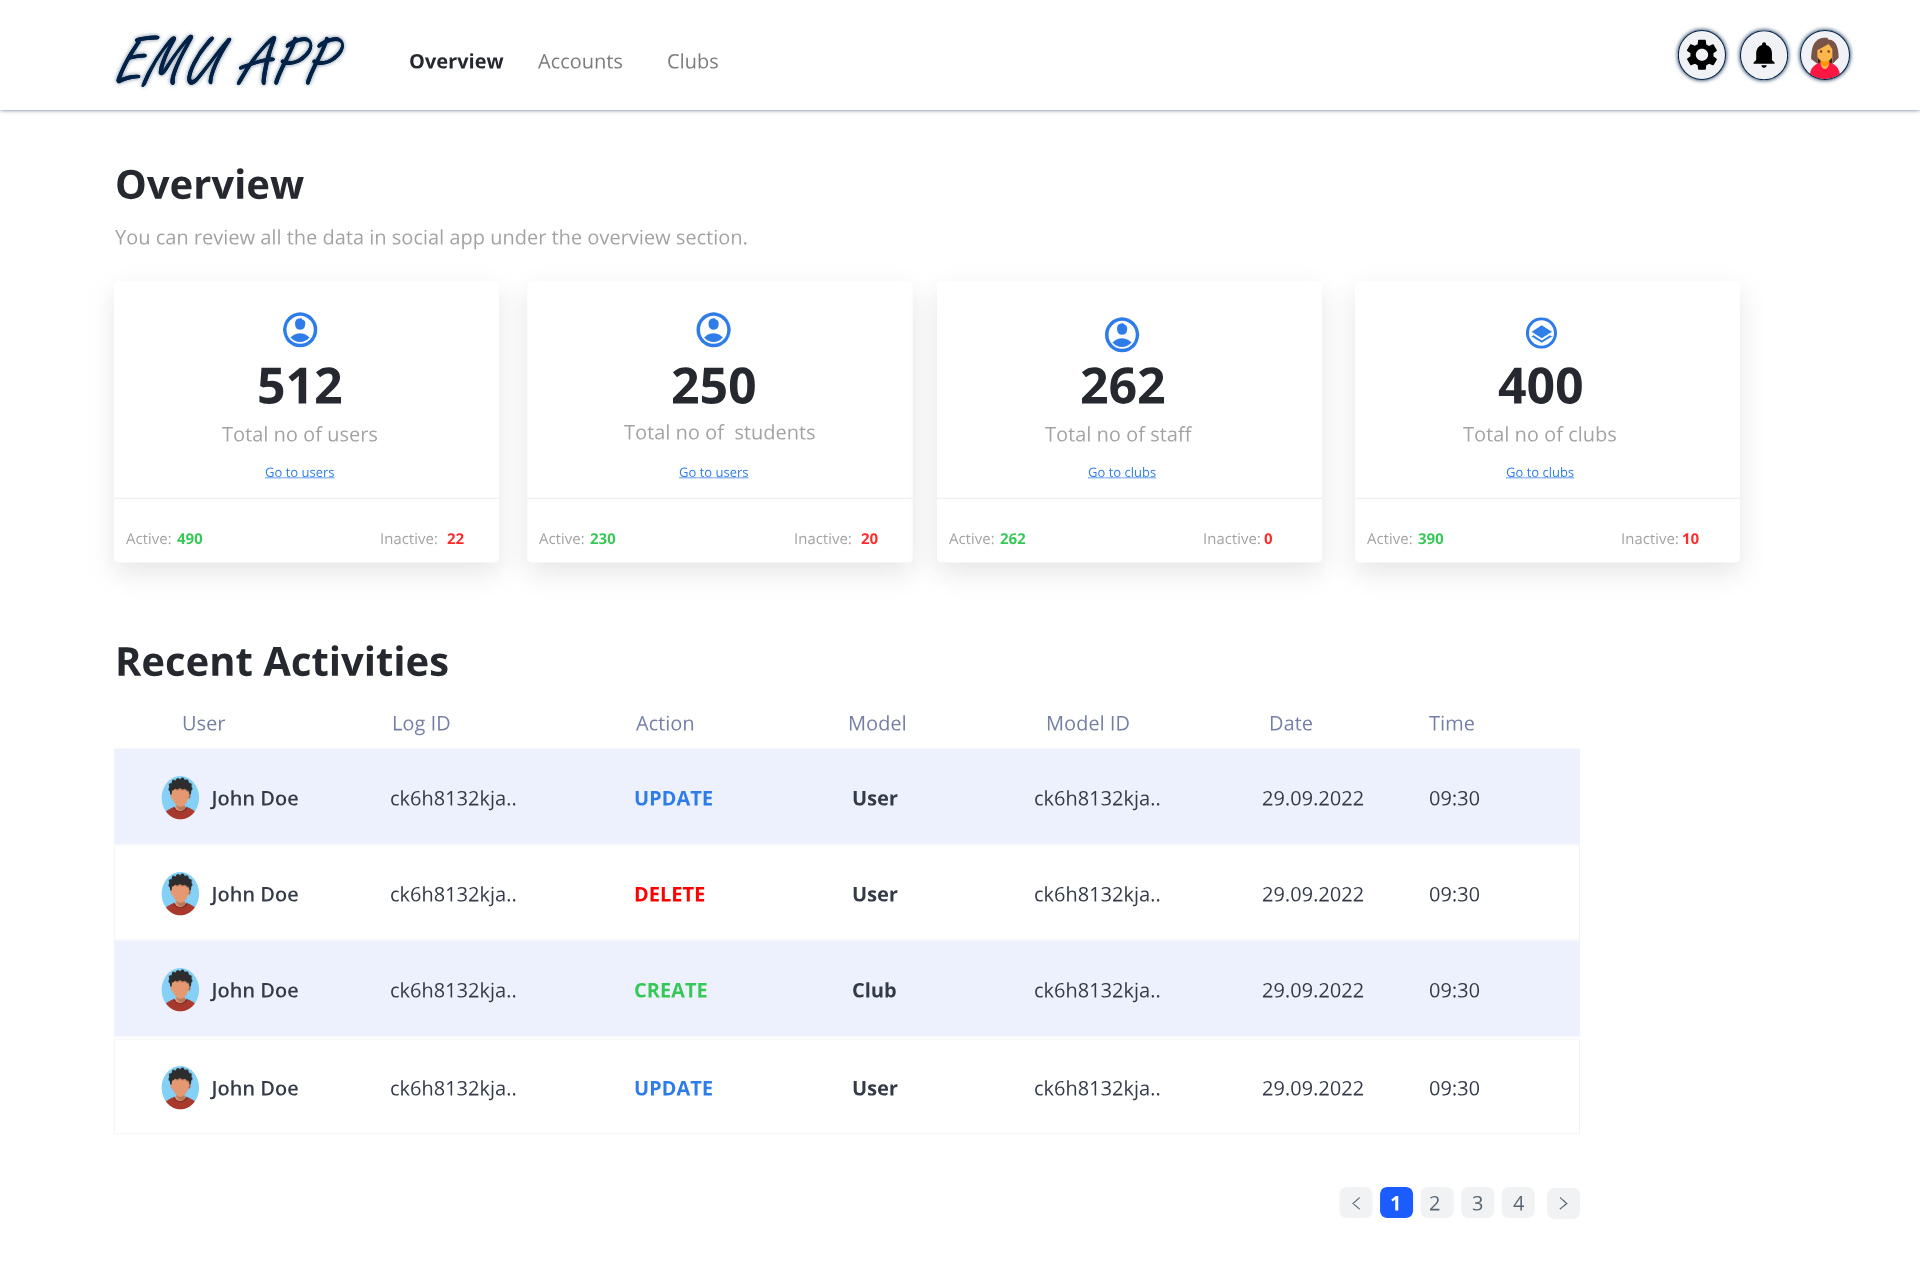 EMU APP
Overview Accounts Clubs
Overview
You can review all the data in social app under the overview section.
512
Total no of users
Go to users
Active: 490 Inactive: 22
250
Total no of  students
Go to users
Active: 230 Inactive: 20
262
Total no of staff
Go to clubs
Active: 262 Inactive: 0
400
Total no of clubs
Go to clubs
Active: 390 Inactive: 10
Recent Activities
User Log ID Action Model Model ID Date Time
John Doe ck6h8132kja.. UPDATE User ck6h8132kja.. 29.09.2022 09:30
John Doe ck6h8132kja.. DELETE User ck6h8132kja.. 29.09.2022 09:30
John Doe ck6h8132kja.. CREATE Club ck6h8132kja.. 29.09.2022 09:30
John Doe ck6h8132kja.. UPDATE User ck6h8132kja.. 29.09.2022 09:30
1 2 3 4